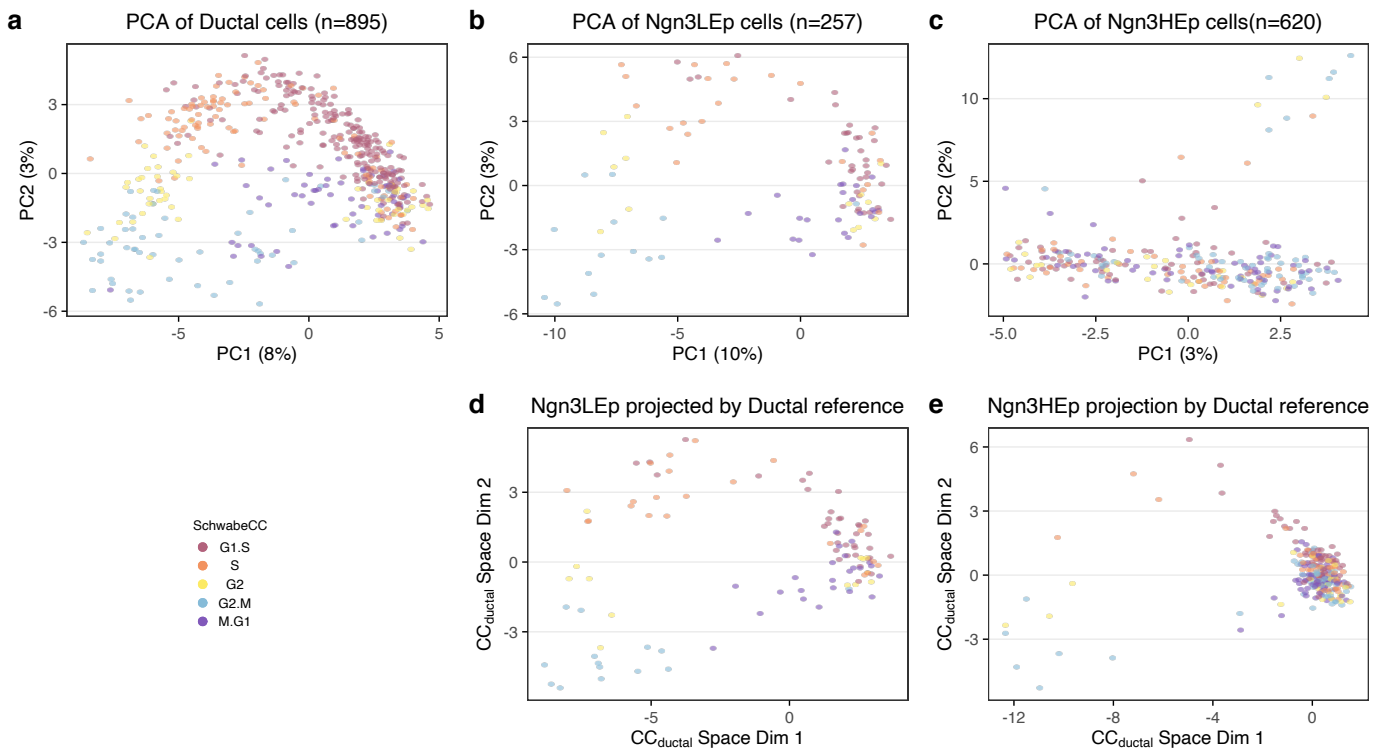 a
PCA of Ductal cells (n=895)
PC2 (3%)
3
0
-3
-6
-5
0
5
PC1 (8%)
b
PCA of Ngn3LEp cells (n=257)
PC2 (3%)
6
3
0
-3
-6
-10
-5
0
PC1 (10%)
c
PCA of Ngn3HEp cells(n=620)
PC2 (2%)
10
5
0
-5.0
-2.5
0.0
2.5
PC1 (3%)
SchwabeCC
G1.S
S
G2
G2.M
M.G1
d
Ngn3LEp projected by Ductal reference
CCductal Space Dim 2
3
0
-3
-5
0
CCductal Space Dim 1
e
Ngn3HEp projection by Ductal reference
CCductal Space Dim 2
6
3
0
-3
-12
-8
-4
0
CCductal Space Dim 1